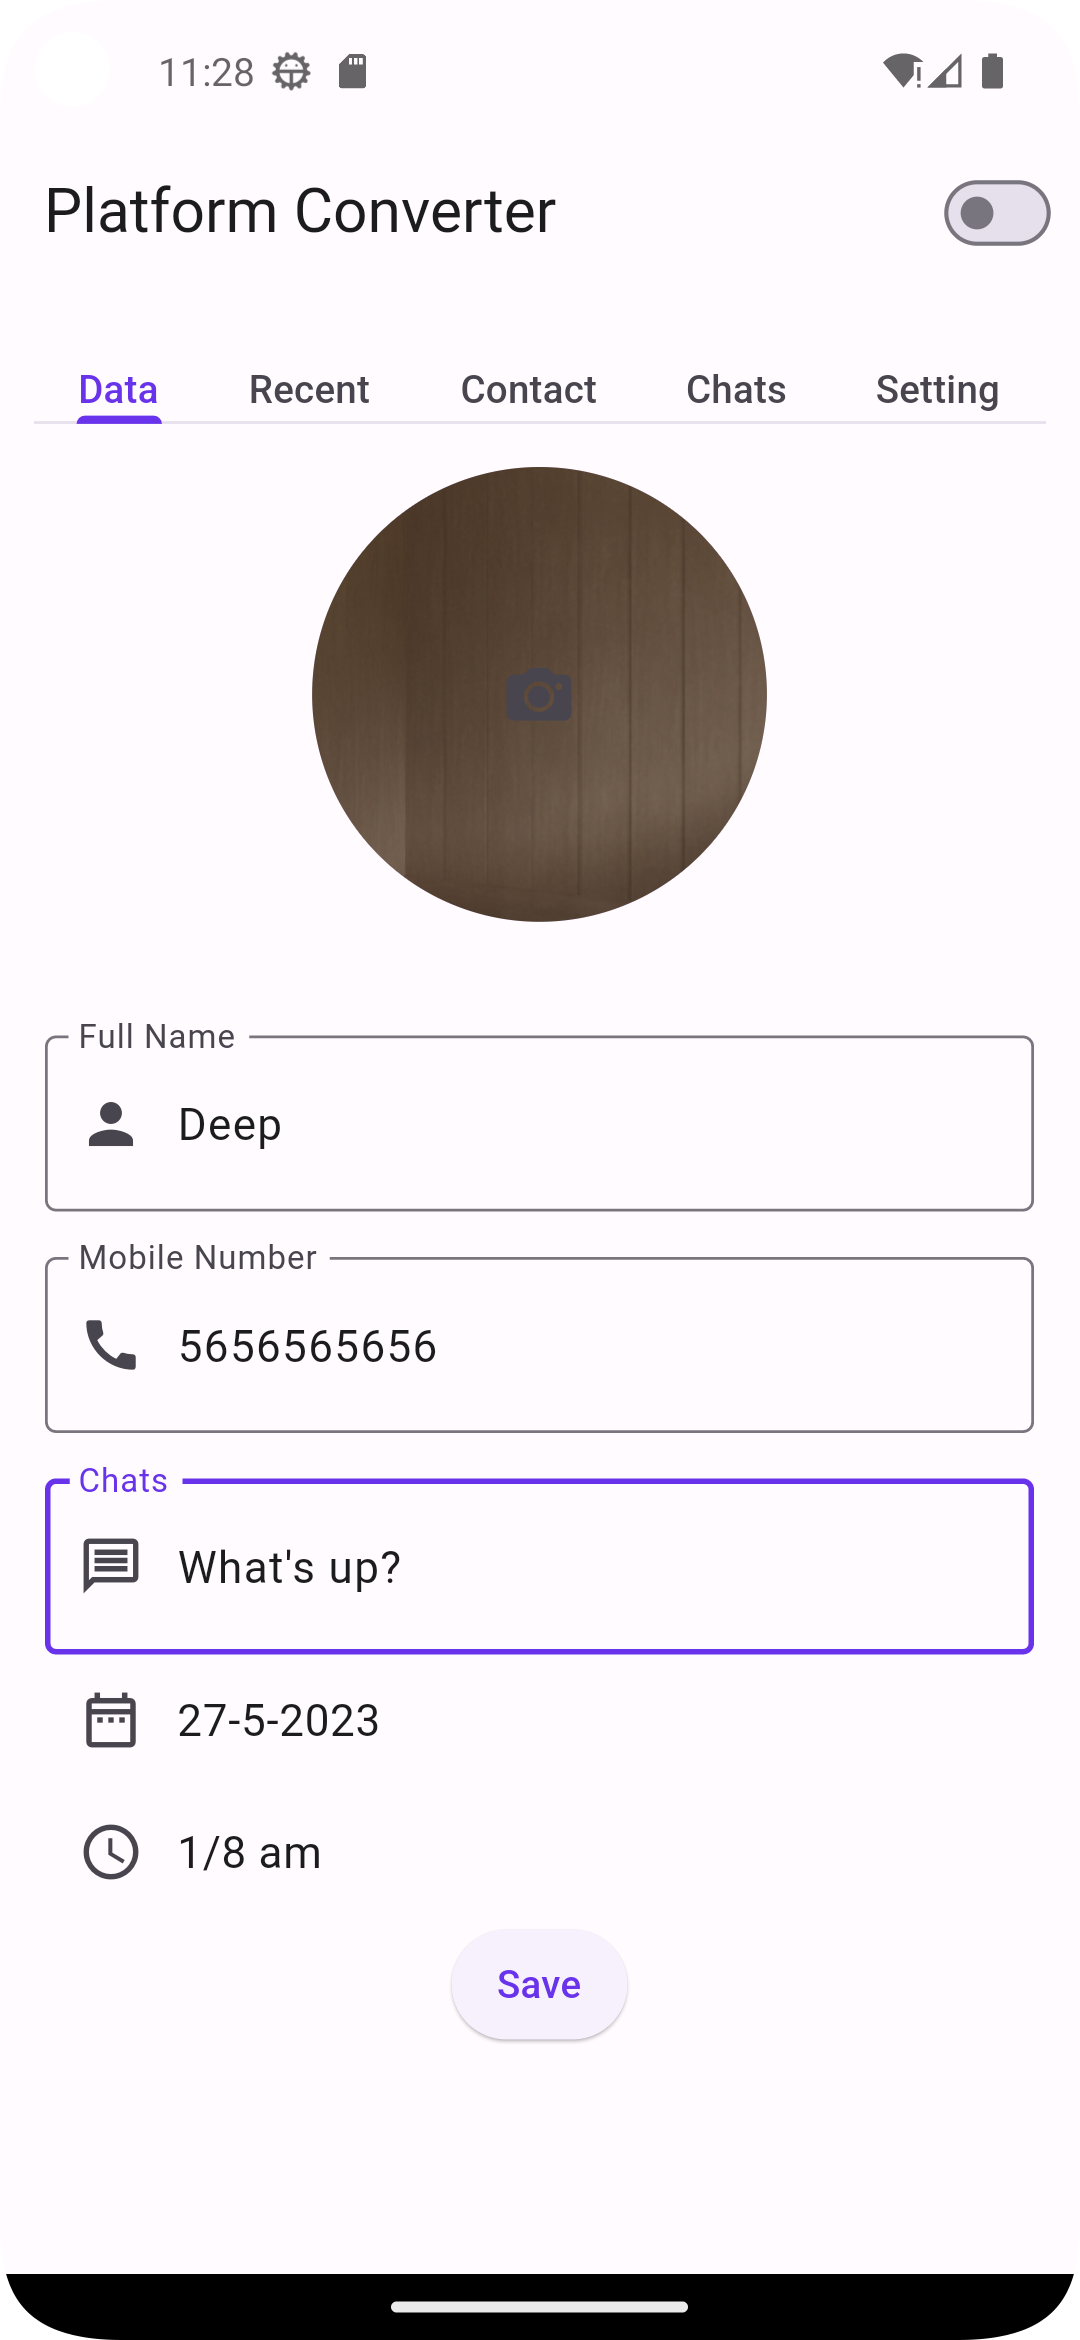 11:28
Platform Converter
Data Recent Contact Chats Setting
Full Name
Deep
Mobile Number
5656565656
Chats
What's up?
27-5-2023
1/8 am
Save